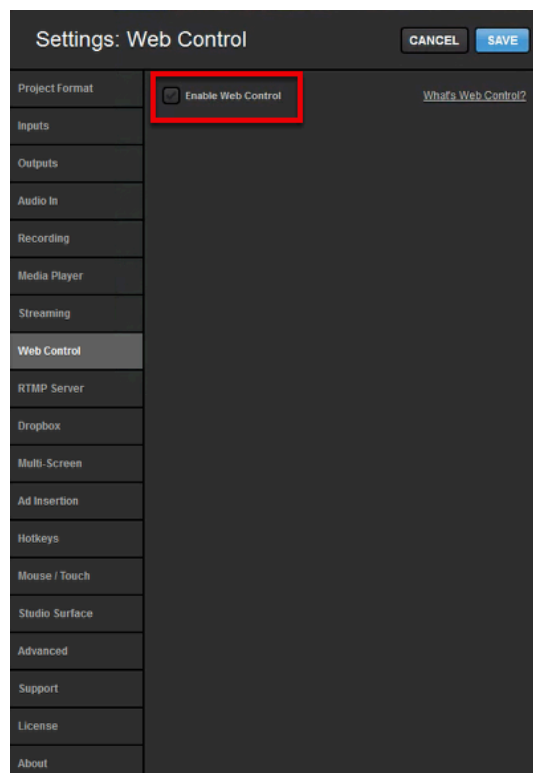 Settings: Web Control
CANCEL
SAVE
Project Format
Enable Web Control
What's Web Control?
Inputs
Outputs
Audio In
Recording
Media Player
Streaming
Web Control
RTMP Server
Dropbox
Multi-Screen
Ad Insertion
Hotkeys
Mouse / Touch
Studio Surface
Advanced
Support
License
About